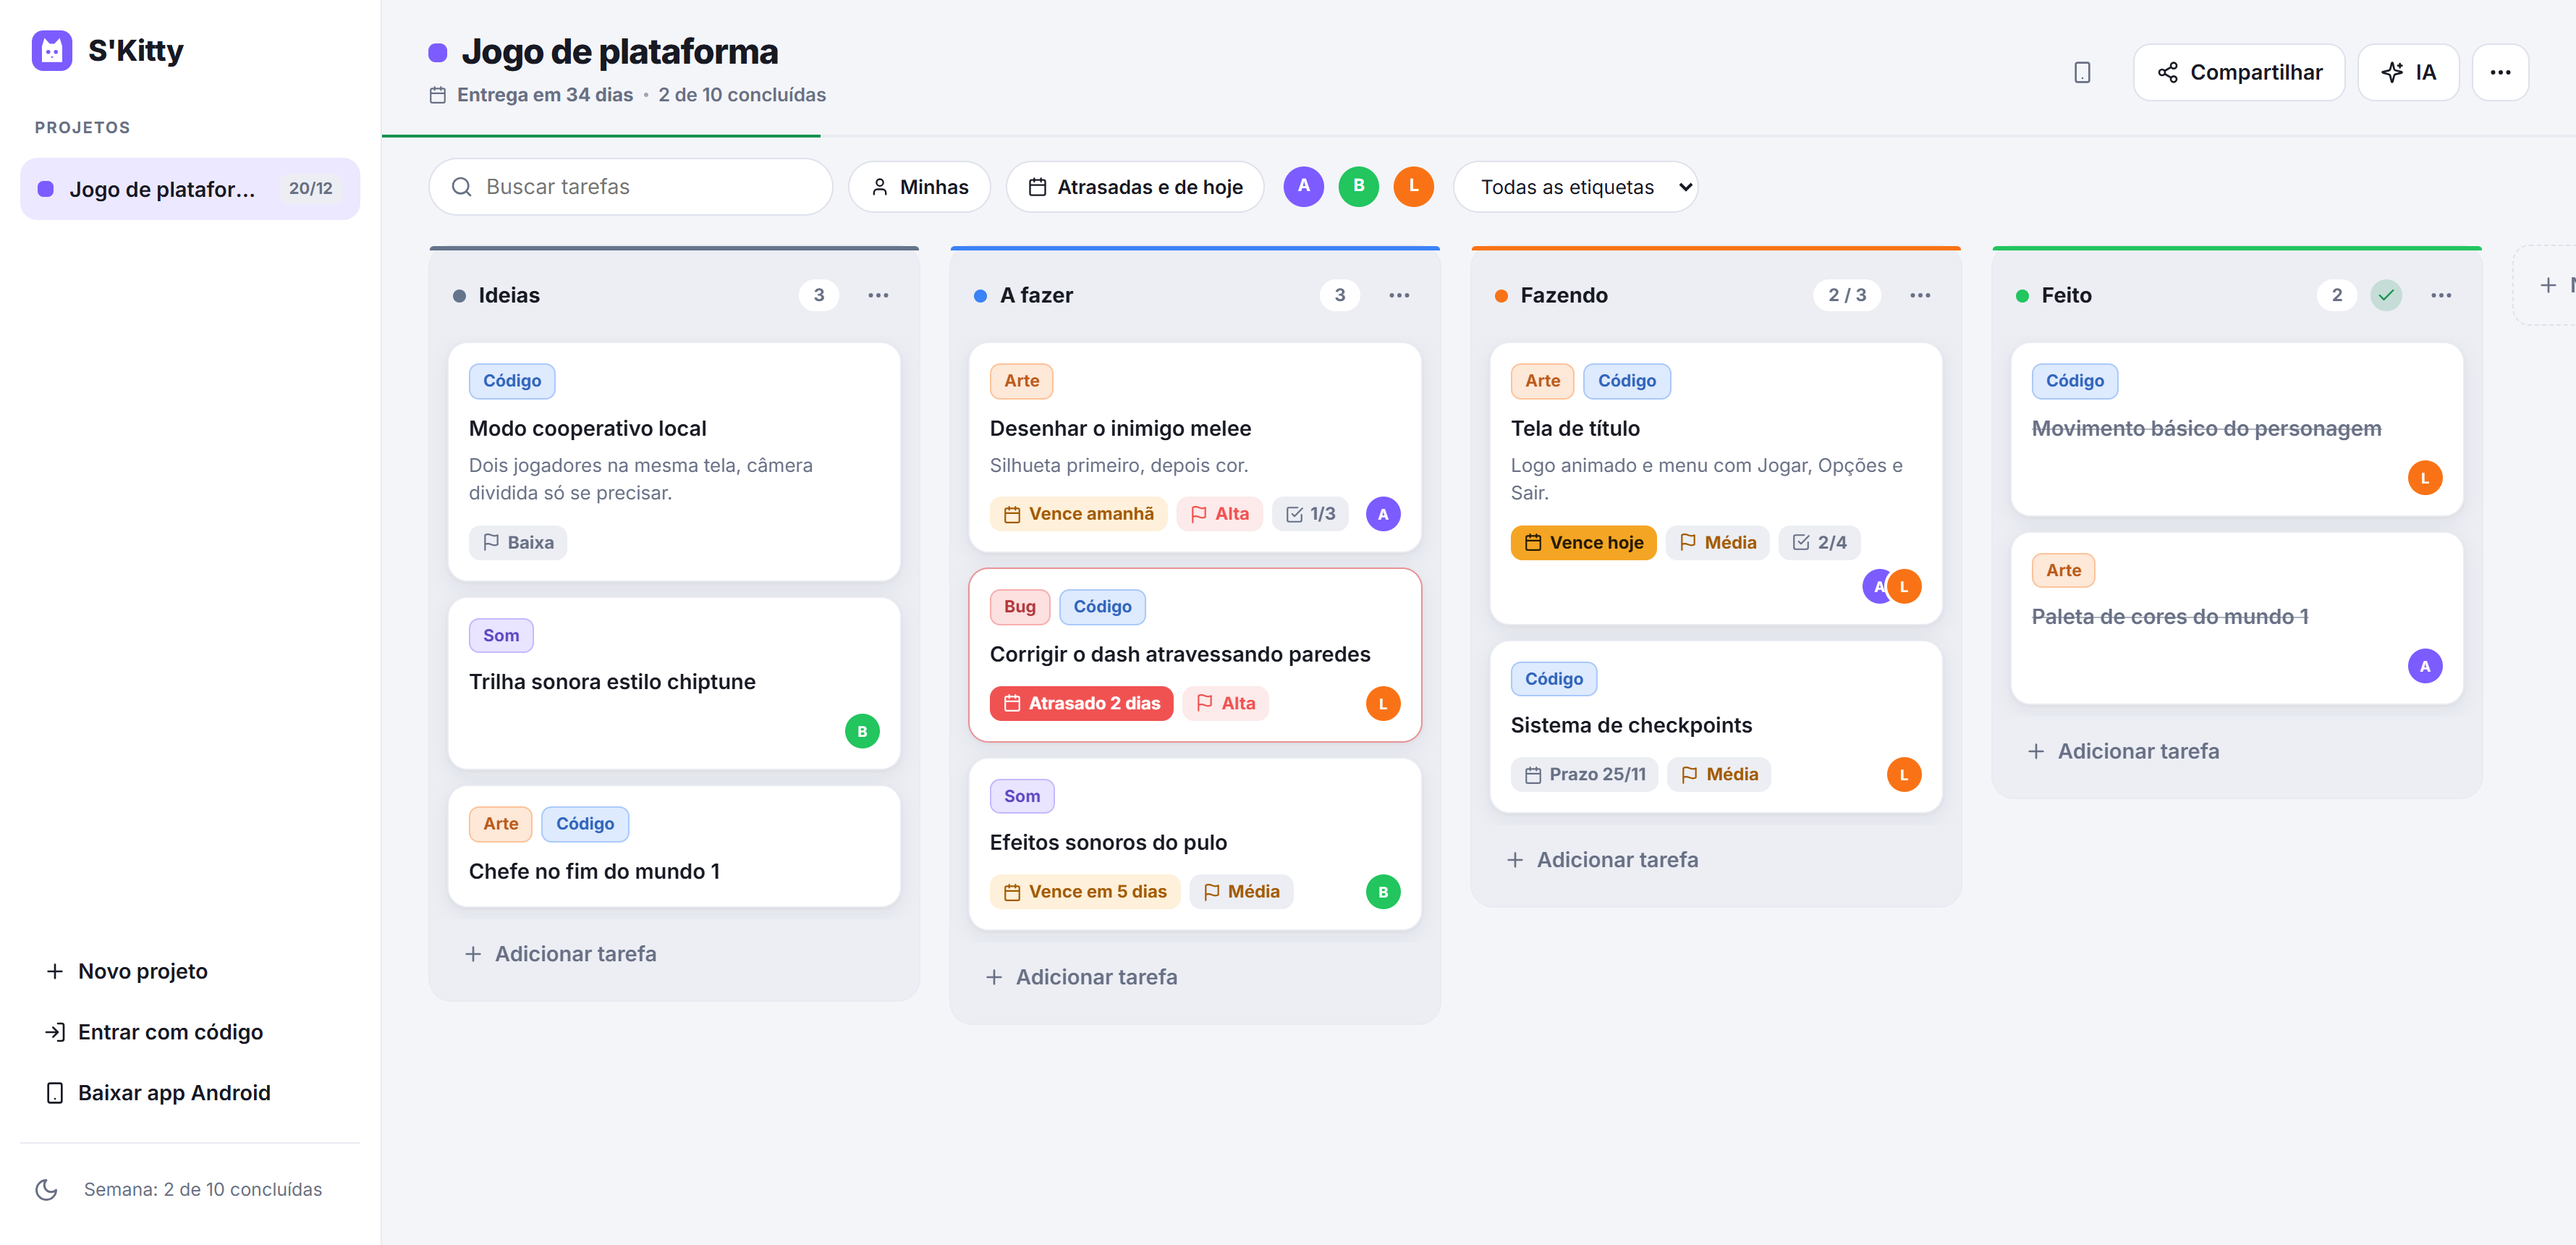 S'Kitty
PROJETOS
Jogo de platafor...
20/12
Novo projeto
Entrar com código
Baixar app Android
Semana: 2 de 10 concluídas
Jogo de plataforma
Entrega em 34 dias • 2 de 10 concluídas
Compartilhar
IA
Buscar tarefas
Minhas
Atrasadas e de hoje
A
B
L
Todas as etiquetas
Ideias
3
Código
Modo cooperativo local
Dois jogadores na mesma tela, câmera
dividida só se precisar.
Baixa
Som
Trilha sonora estilo chiptune
B
Arte
Código
Chefe no fim do mundo 1
Adicionar tarefa
A fazer
3
Arte
Desenhar o inimigo melee
Silhueta primeiro, depois cor.
Vence amanhã
Alta
1/3
A
Bug
Código
Corrigir o dash atravessando paredes
Atrasado 2 dias
Alta
L
Som
Efeitos sonoros do pulo
Vence em 5 dias
Média
B
Adicionar tarefa
Fazendo
2 / 3
Arte
Código
Tela de título
Logo animado e menu com Jogar, Opções e
Sair.
Vence hoje
Média
2/4
A
L
Código
Sistema de checkpoints
Prazo 25/11
Média
L
Adicionar tarefa
Feito
2
Código
Movimento básico do personagem
L
Arte
Paleta de cores do mundo 1
A
Adicionar tarefa